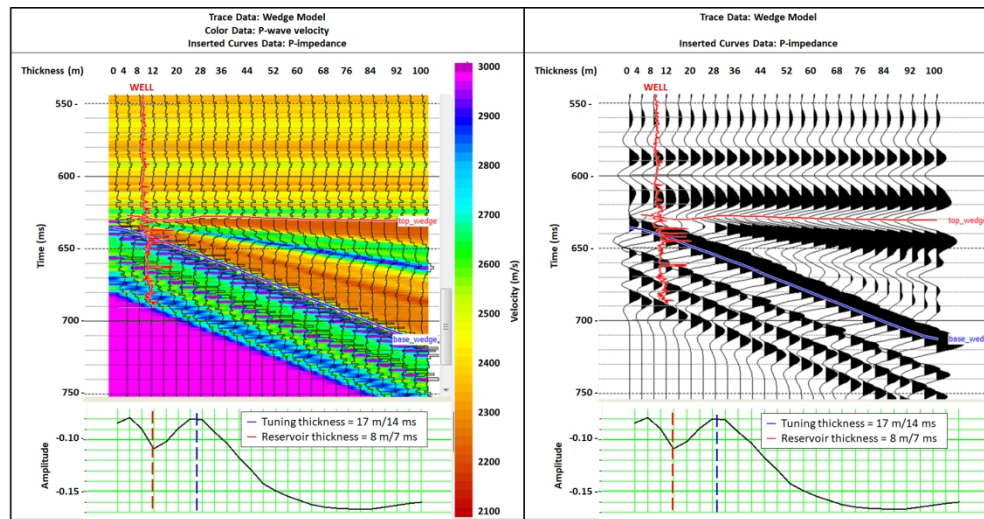 Trace Data: Wedge Model
Color Data: P-wave velocity
Inserted Curves Data: P-impedance
Thickness (m) 0 4 8 12 20 28 36 44 52 60 68 76 84 92 100
WELL
3000
2900
2800
2700
2600
2500
2400
2300
2200
2100
Velocity (m/s)
550
600
650
700
750
Time (ms)
top_wedge
base_wedge
Tuning thickness = 17 m/14 ms
Reservoir thickness = 8 m/7 ms
-0.10
-0.15
Amplitude
Trace Data: Wedge Model
Inserted Curves Data: P-impedance
Thickness (m) 0 4 8 12 20 28 36 44 52 60 68 76 84 92 100
WELL
550
600
650
700
750
Time (ms)
top_wedge
base_wedge
Tuning thickness = 17 m/14 ms
Reservoir thickness = 8 m/7 ms
-0.10
-0.15
Amplitude